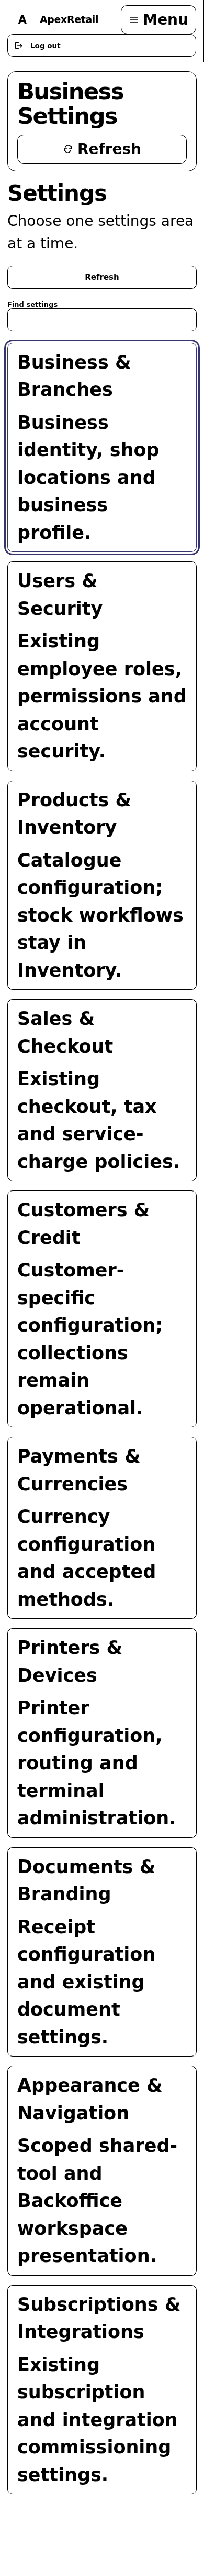 A ApexRetail Menu
Log out
Business
Settings
Refresh
Settings
Choose one settings area
at a time.
Refresh
Find settings
Business &
Branches
Business
identity, shop
locations and
business
profile.
Users &
Security
Existing
employee roles,
permissions and
account
security.
Products &
Inventory
Catalogue
configuration;
stock workflows
stay in
Inventory.
Sales &
Checkout
Existing
checkout, tax
and service-
charge policies.
Customers &
Credit
Customer-
specific
configuration;
collections
remain
operational.
Payments &
Currencies
Currency
configuration
and accepted
methods.
Printers &
Devices
Printer
configuration,
routing and
terminal
administration.
Documents &
Branding
Receipt
configuration
and existing
document
settings.
Appearance &
Navigation
Scoped shared-
tool and
Backoffice
workspace
presentation.
Subscriptions &
Integrations
Existing
subscription
and integration
commissioning
settings.